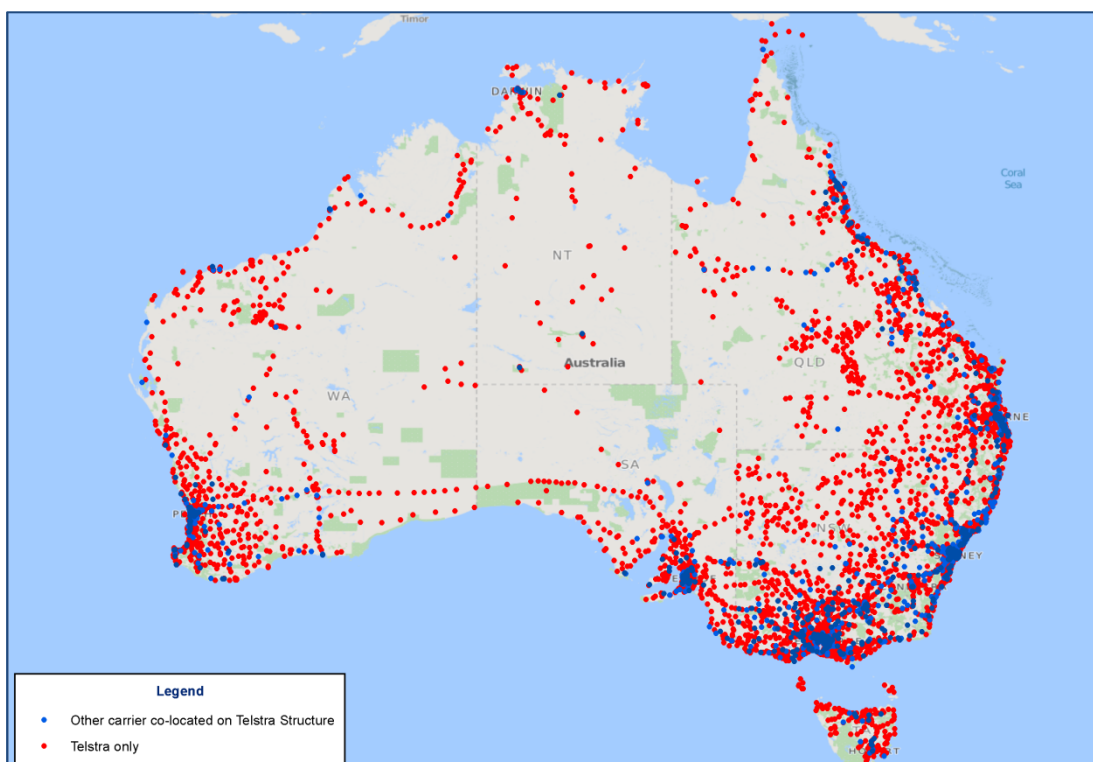 Timor
DARWIN
Coral
Sea
NT
Australia
QLD
WA
SA
NSW
Legend
Other carrier co-located on Telstra Structure
Telstra only